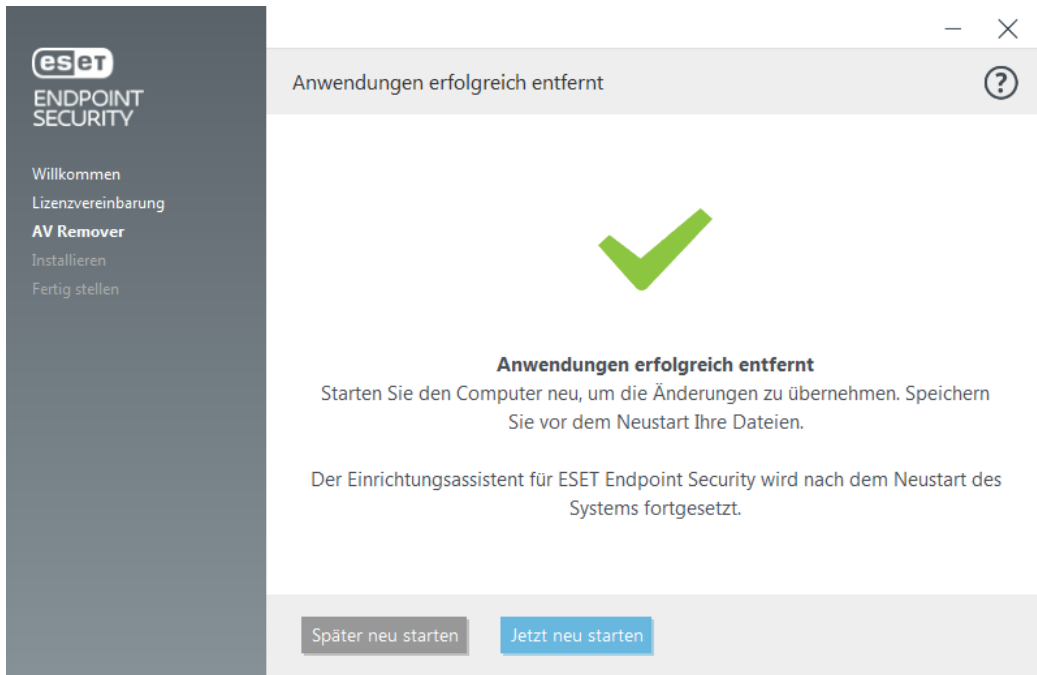 eset
ENDPOINT
SECURITY
Willkommen
Lizenzvereinbarung
AV Remover
Installieren
Fertig stellen
Anwendungen erfolgreich entfernt
?
Anwendungen erfolgreich entfernt
Starten Sie den Computer neu, um die Änderungen zu übernehmen. Speichern
Sie vor dem Neustart Ihre Dateien.
Der Einrichtungsassistent für ESET Endpoint Security wird nach dem Neustart des
Systems fortgesetzt.
Später neu starten
Jetzt neu starten